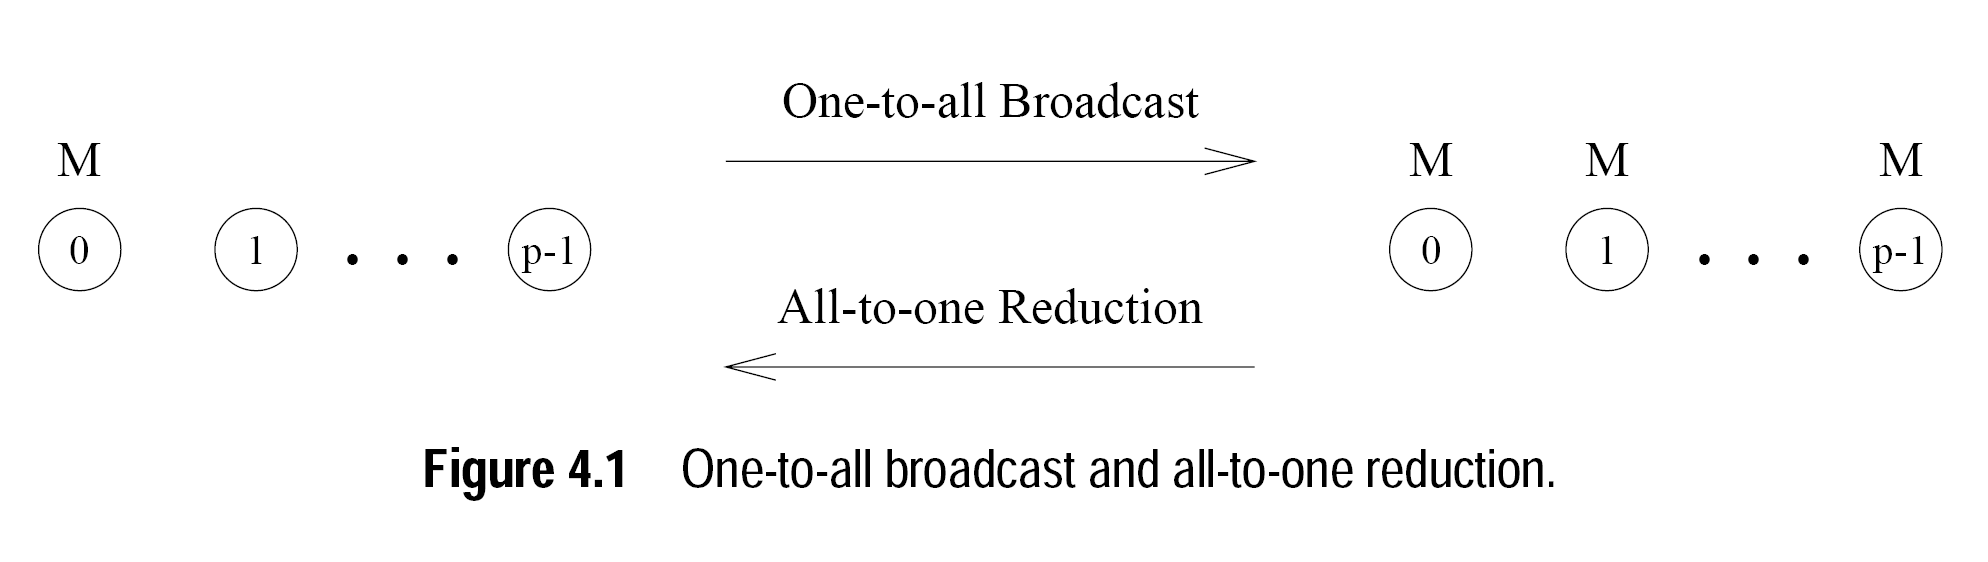 One-to-all Broadcast
M M M M
0 1 . . . p-1 0 1 . . . p-1
All-to-one Reduction
Figure 4.1 One-to-all broadcast and all-to-one reduction.